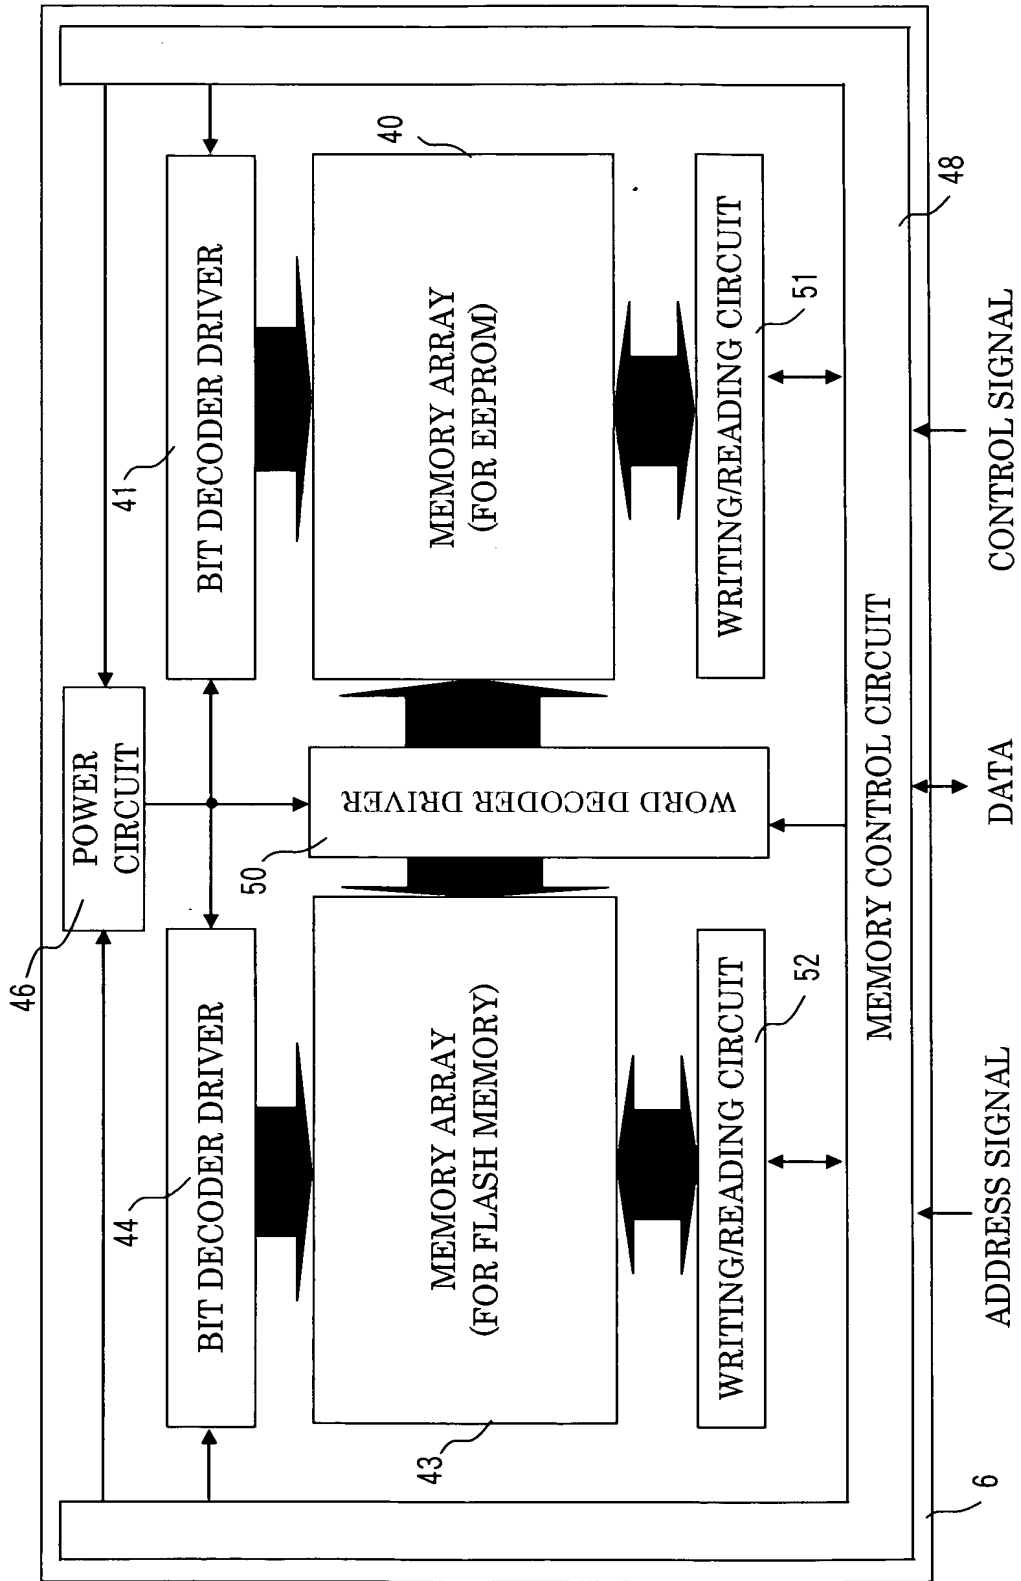 46
POWER
CIRCUIT
44
BIT DECODER DRIVER
41
BIT DECODER DRIVER
43
MEMORY ARRAY
(FOR FLASH MEMORY)
50
WORD DECODER DRIVER
MEMORY ARRAY
(FOR EEPROM)
40
WRITING/READING CIRCUIT
52
WRITING/READING CIRCUIT
51
MEMORY CONTROL CIRCUIT
48
6
ADDRESS SIGNAL
DATA
CONTROL SIGNAL